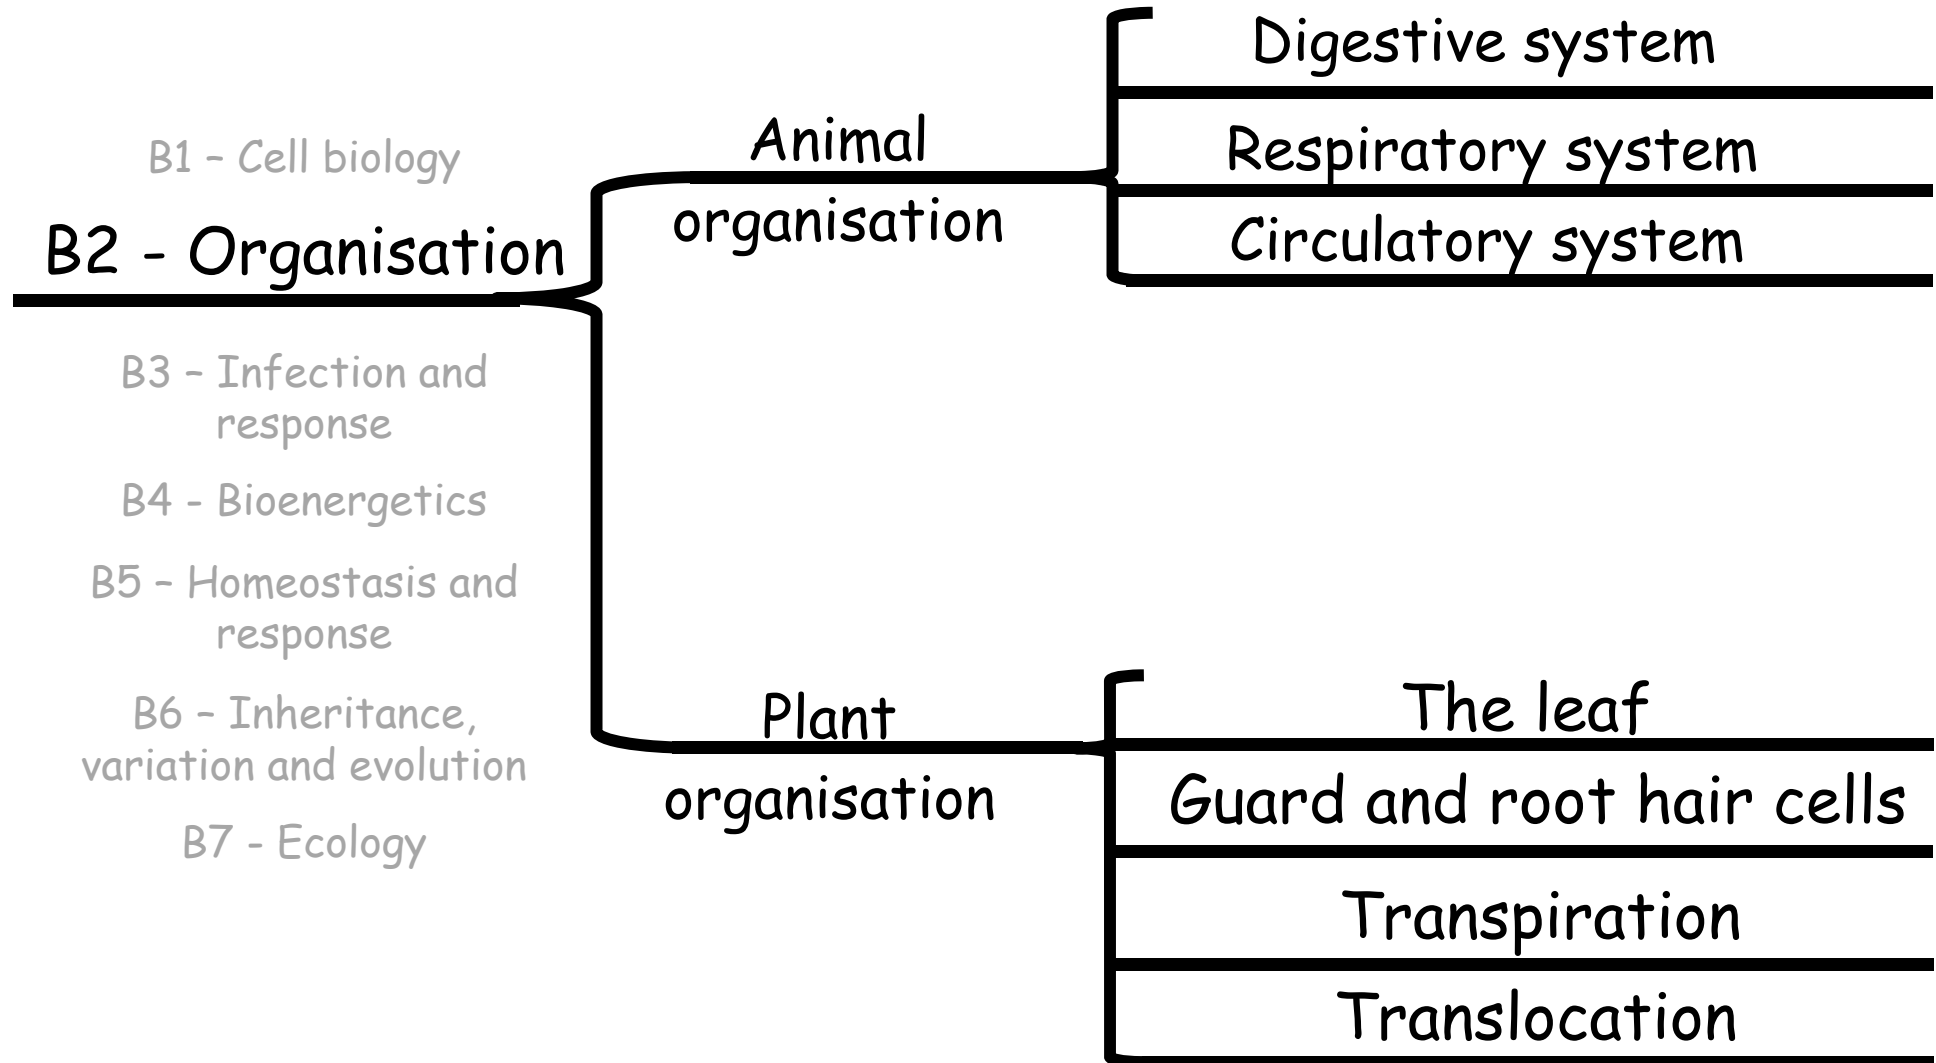 B1 – Cell biology
B2 - Organisation
B3 – Infection and
response
B4 - Bioenergetics
B5 – Homeostasis and
response
B6 – Inheritance,
variation and evolution
B7 - Ecology
Animal
organisation
Digestive system
Respiratory system
Circulatory system
Plant
organisation
The leaf
Guard and root hair cells
Transpiration
Translocation